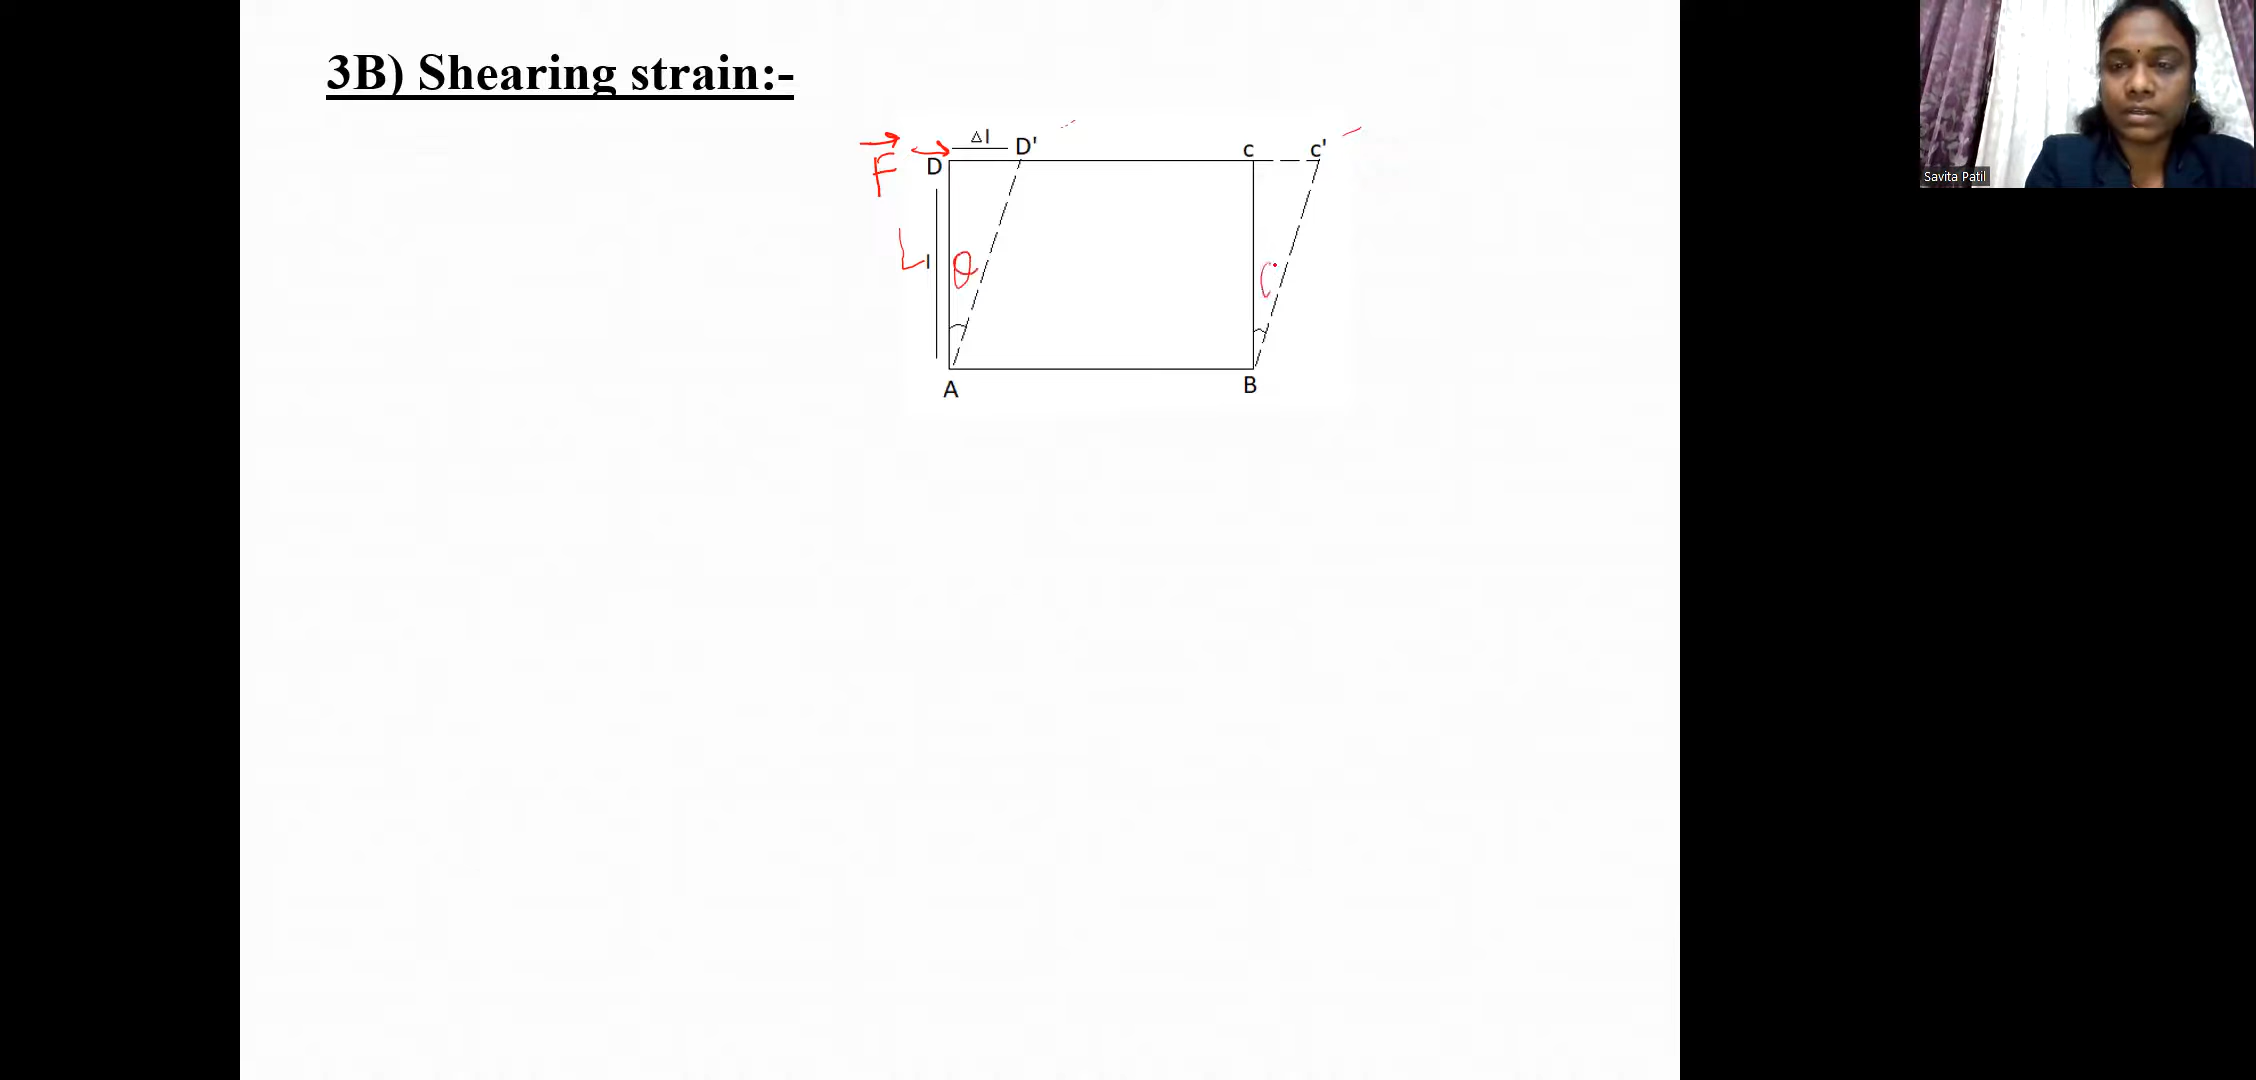 3B) Shearing strain:-
Savita Patil
Δl
D'
c
c'
F
D
L
l
θ
A
B